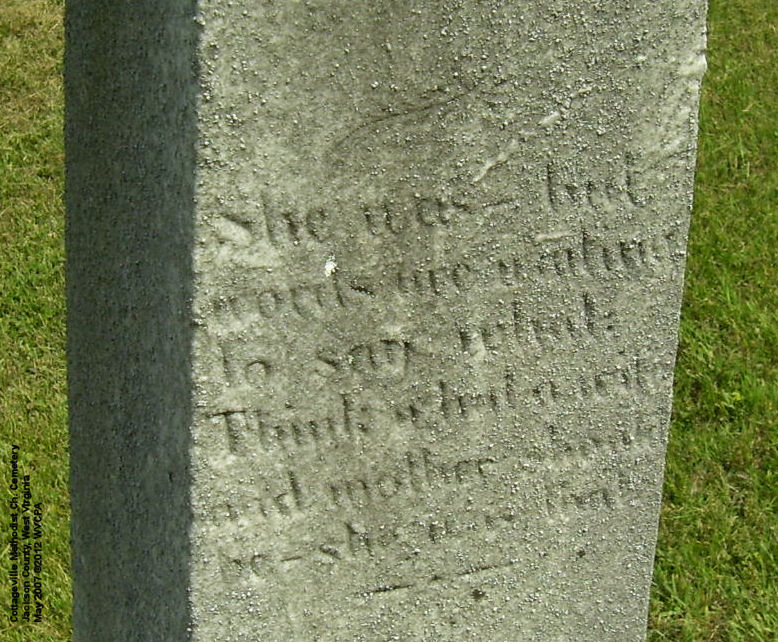 She was – but
words are wanting
to say what:
Think what a wife
and mother should
be – she was that
Cottageville Methodist Ch. Cemetery
Jackson County, West Virginia
May 2007 ©2012 WVCPA